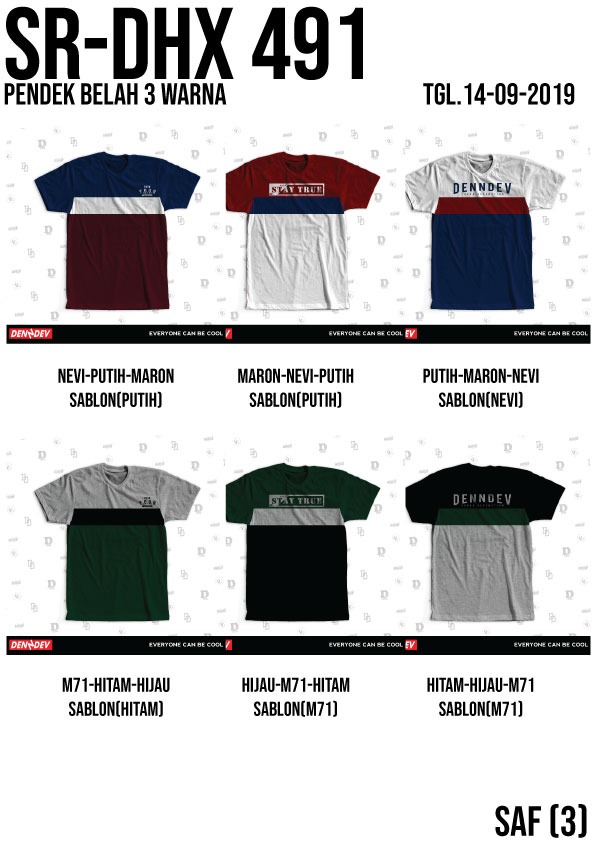 SR-DHX 491
PENDEK BELAH 3 WARNA
TGL.14-09-2019
STAY TRUE
DENNDEV
DENNDEV
EVERYONE CAN BE COOL
EVERYONE CAN BE COOL
EV
EVERYONE CAN BE COOL
NEVI-PUTIH-MARON
SABLON(PUTIH)
MARON-NEVI-PUTIH
SABLON(PUTIH)
PUTIH-MARON-NEVI
SABLON(NEVI)
STAY TRUE
DENNDEV
DENNDEV
EVERYONE CAN BE COOL
EVERYONE CAN BE COOL
EV
EVERYONE CAN BE COOL
M71-HITAM-HIJAU
SABLON(HITAM)
HIJAU-M71-HITAM
SABLON(M71)
HITAM-HIJAU-M71
SABLON(M71)
SAF (3)